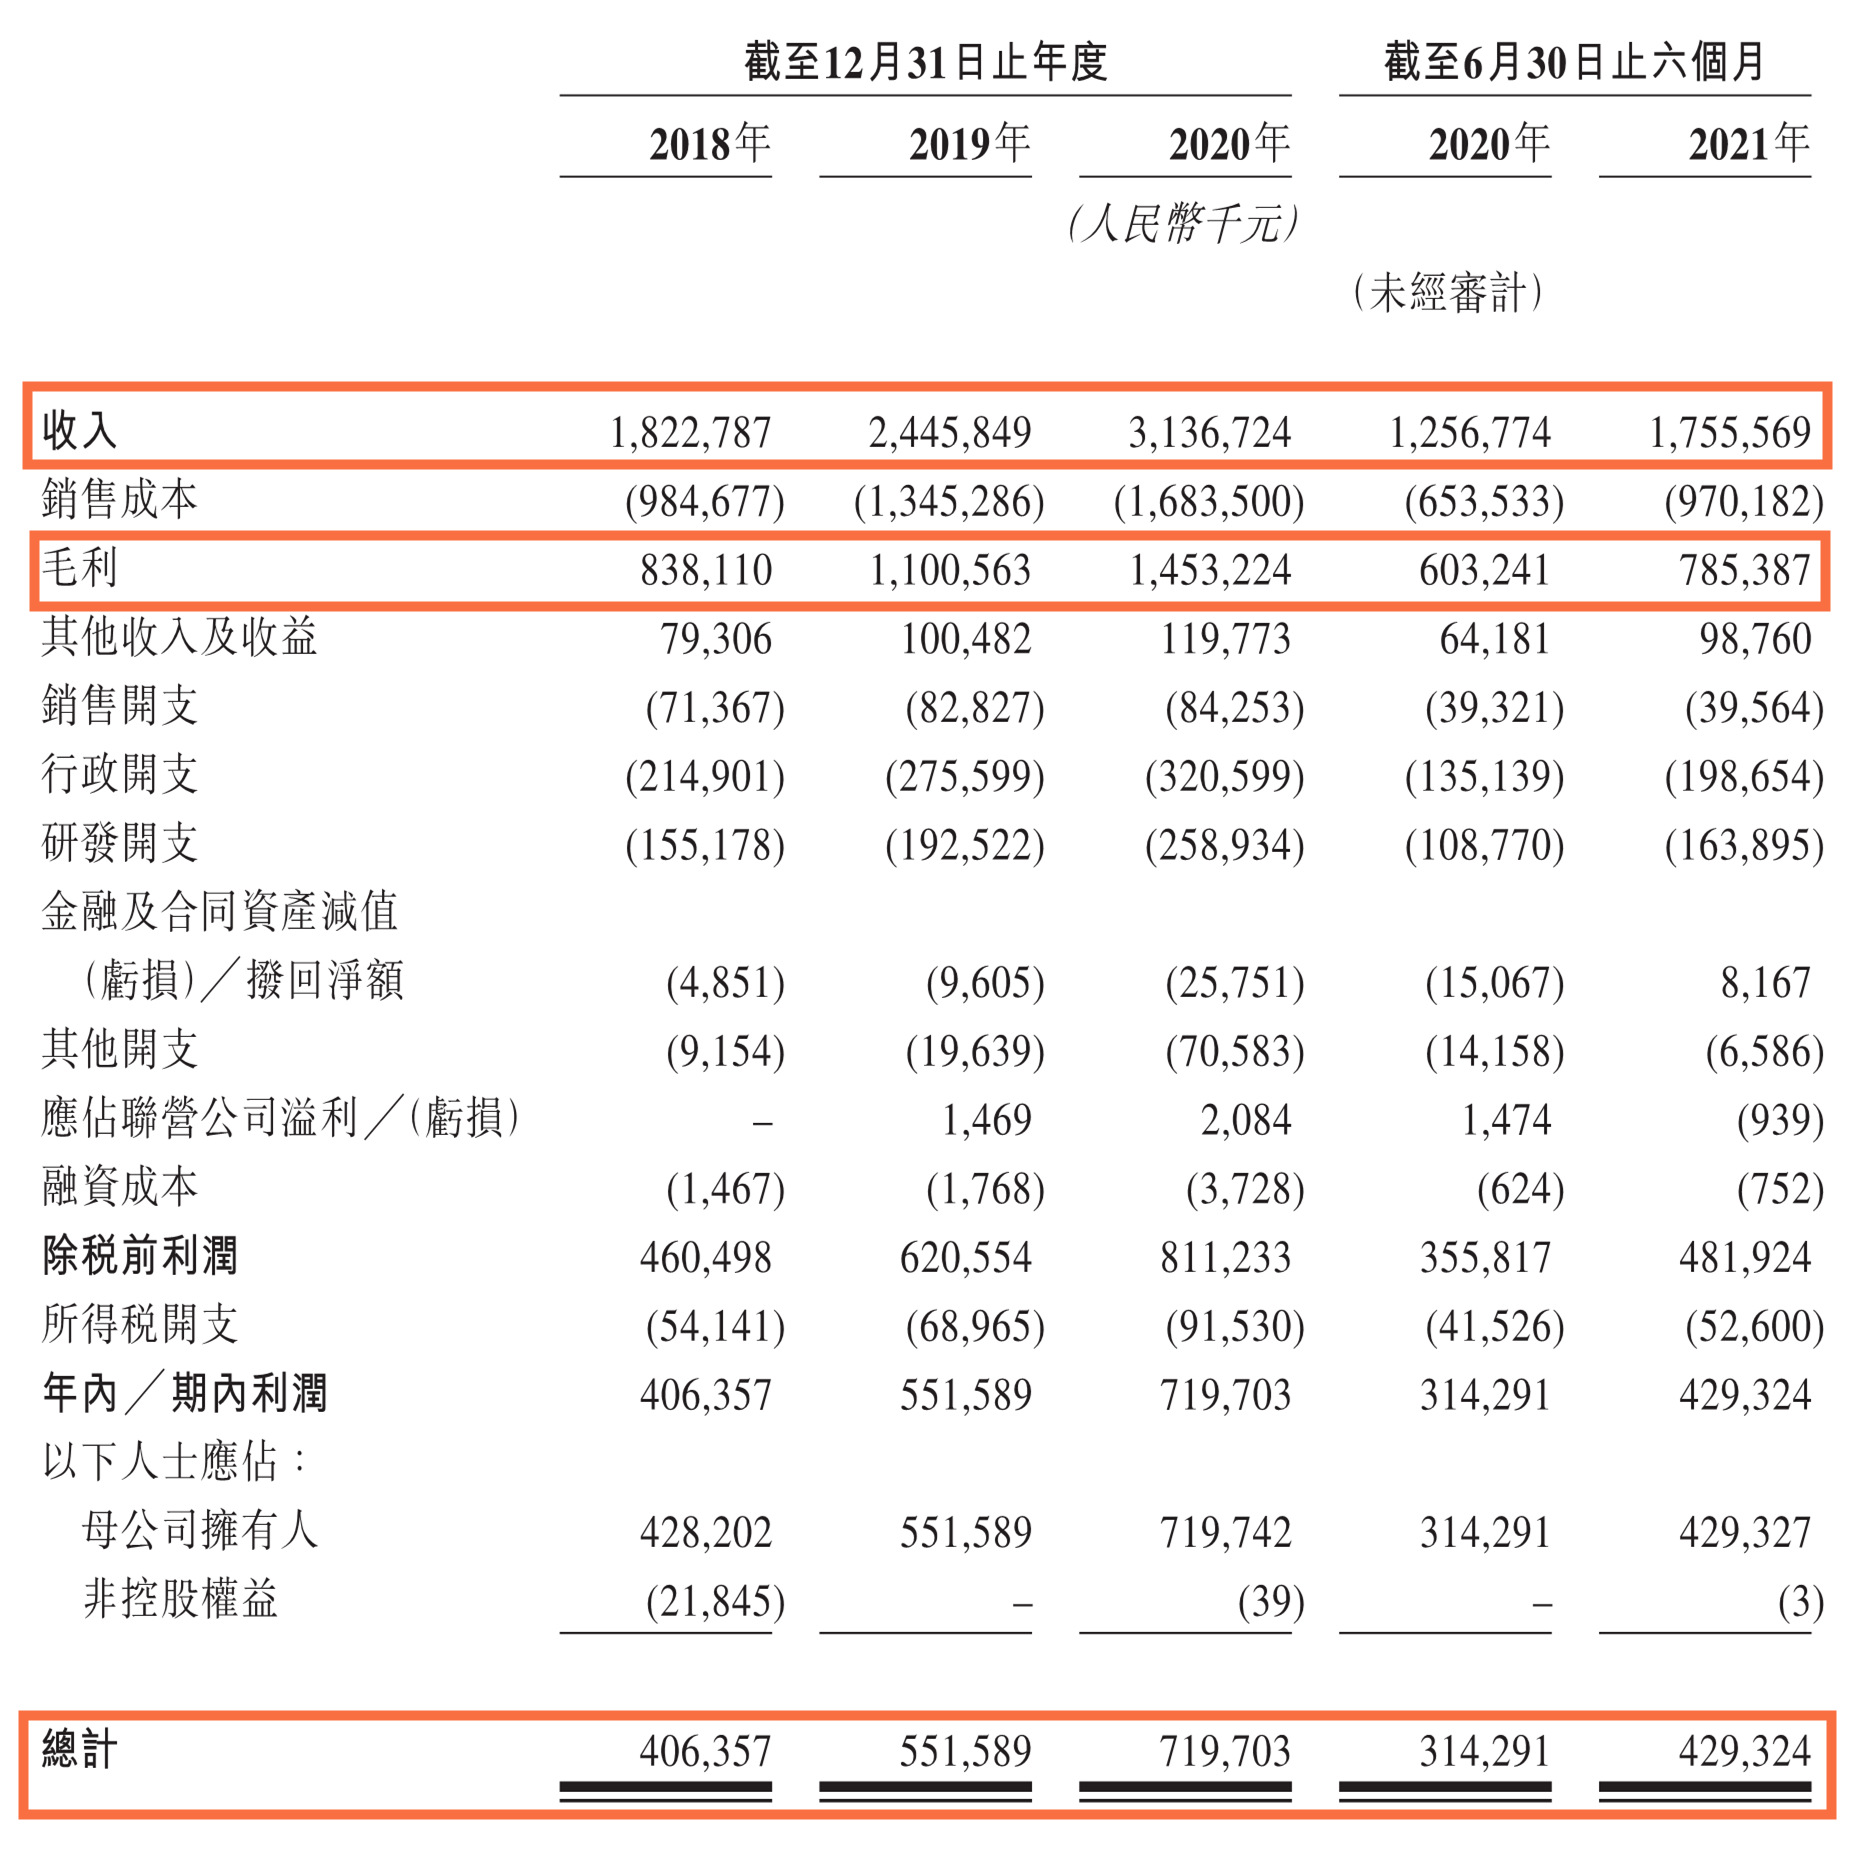 截至12月31日止年度 截至6月30日止六個月
2018年 2019年 2020年 2020年 2021年
(人民幣千元)
(未經審計)
收入 1,822,787 2,445,849 3,136,724 1,256,774 1,755,569
銷售成本 (984,677) (1,345,286) (1,683,500) (653,533) (970,182)
毛利 838,110 1,100,563 1,453,224 603,241 785,387
其他收入及收益 79,306 100,482 119,773 64,181 98,760
銷售開支 (71,367) (82,827) (84,253) (39,321) (39,564)
行政開支 (214,901) (275,599) (320,599) (135,139) (198,654)
研發開支 (155,178) (192,522) (258,934) (108,770) (163,895)
金融及合同資產減值
(虧損)／撥回淨額 (4,851) (9,605) (25,751) (15,067) 8,167
其他開支 (9,154) (19,639) (70,583) (14,158) (6,586)
應佔聯營公司溢利／(虧損) – 1,469 2,084 1,474 (939)
融資成本 (1,467) (1,768) (3,728) (624) (752)
除税前利潤 460,498 620,554 811,233 355,817 481,924
所得税開支 (54,141) (68,965) (91,530) (41,526) (52,600)
年內／期內利潤 406,357 551,589 719,703 314,291 429,324
以下人士應佔：
母公司擁有人 428,202 551,589 719,742 314,291 429,327
非控股權益 (21,845) – (39) – (3)
總計 406,357 551,589 719,703 314,291 429,324